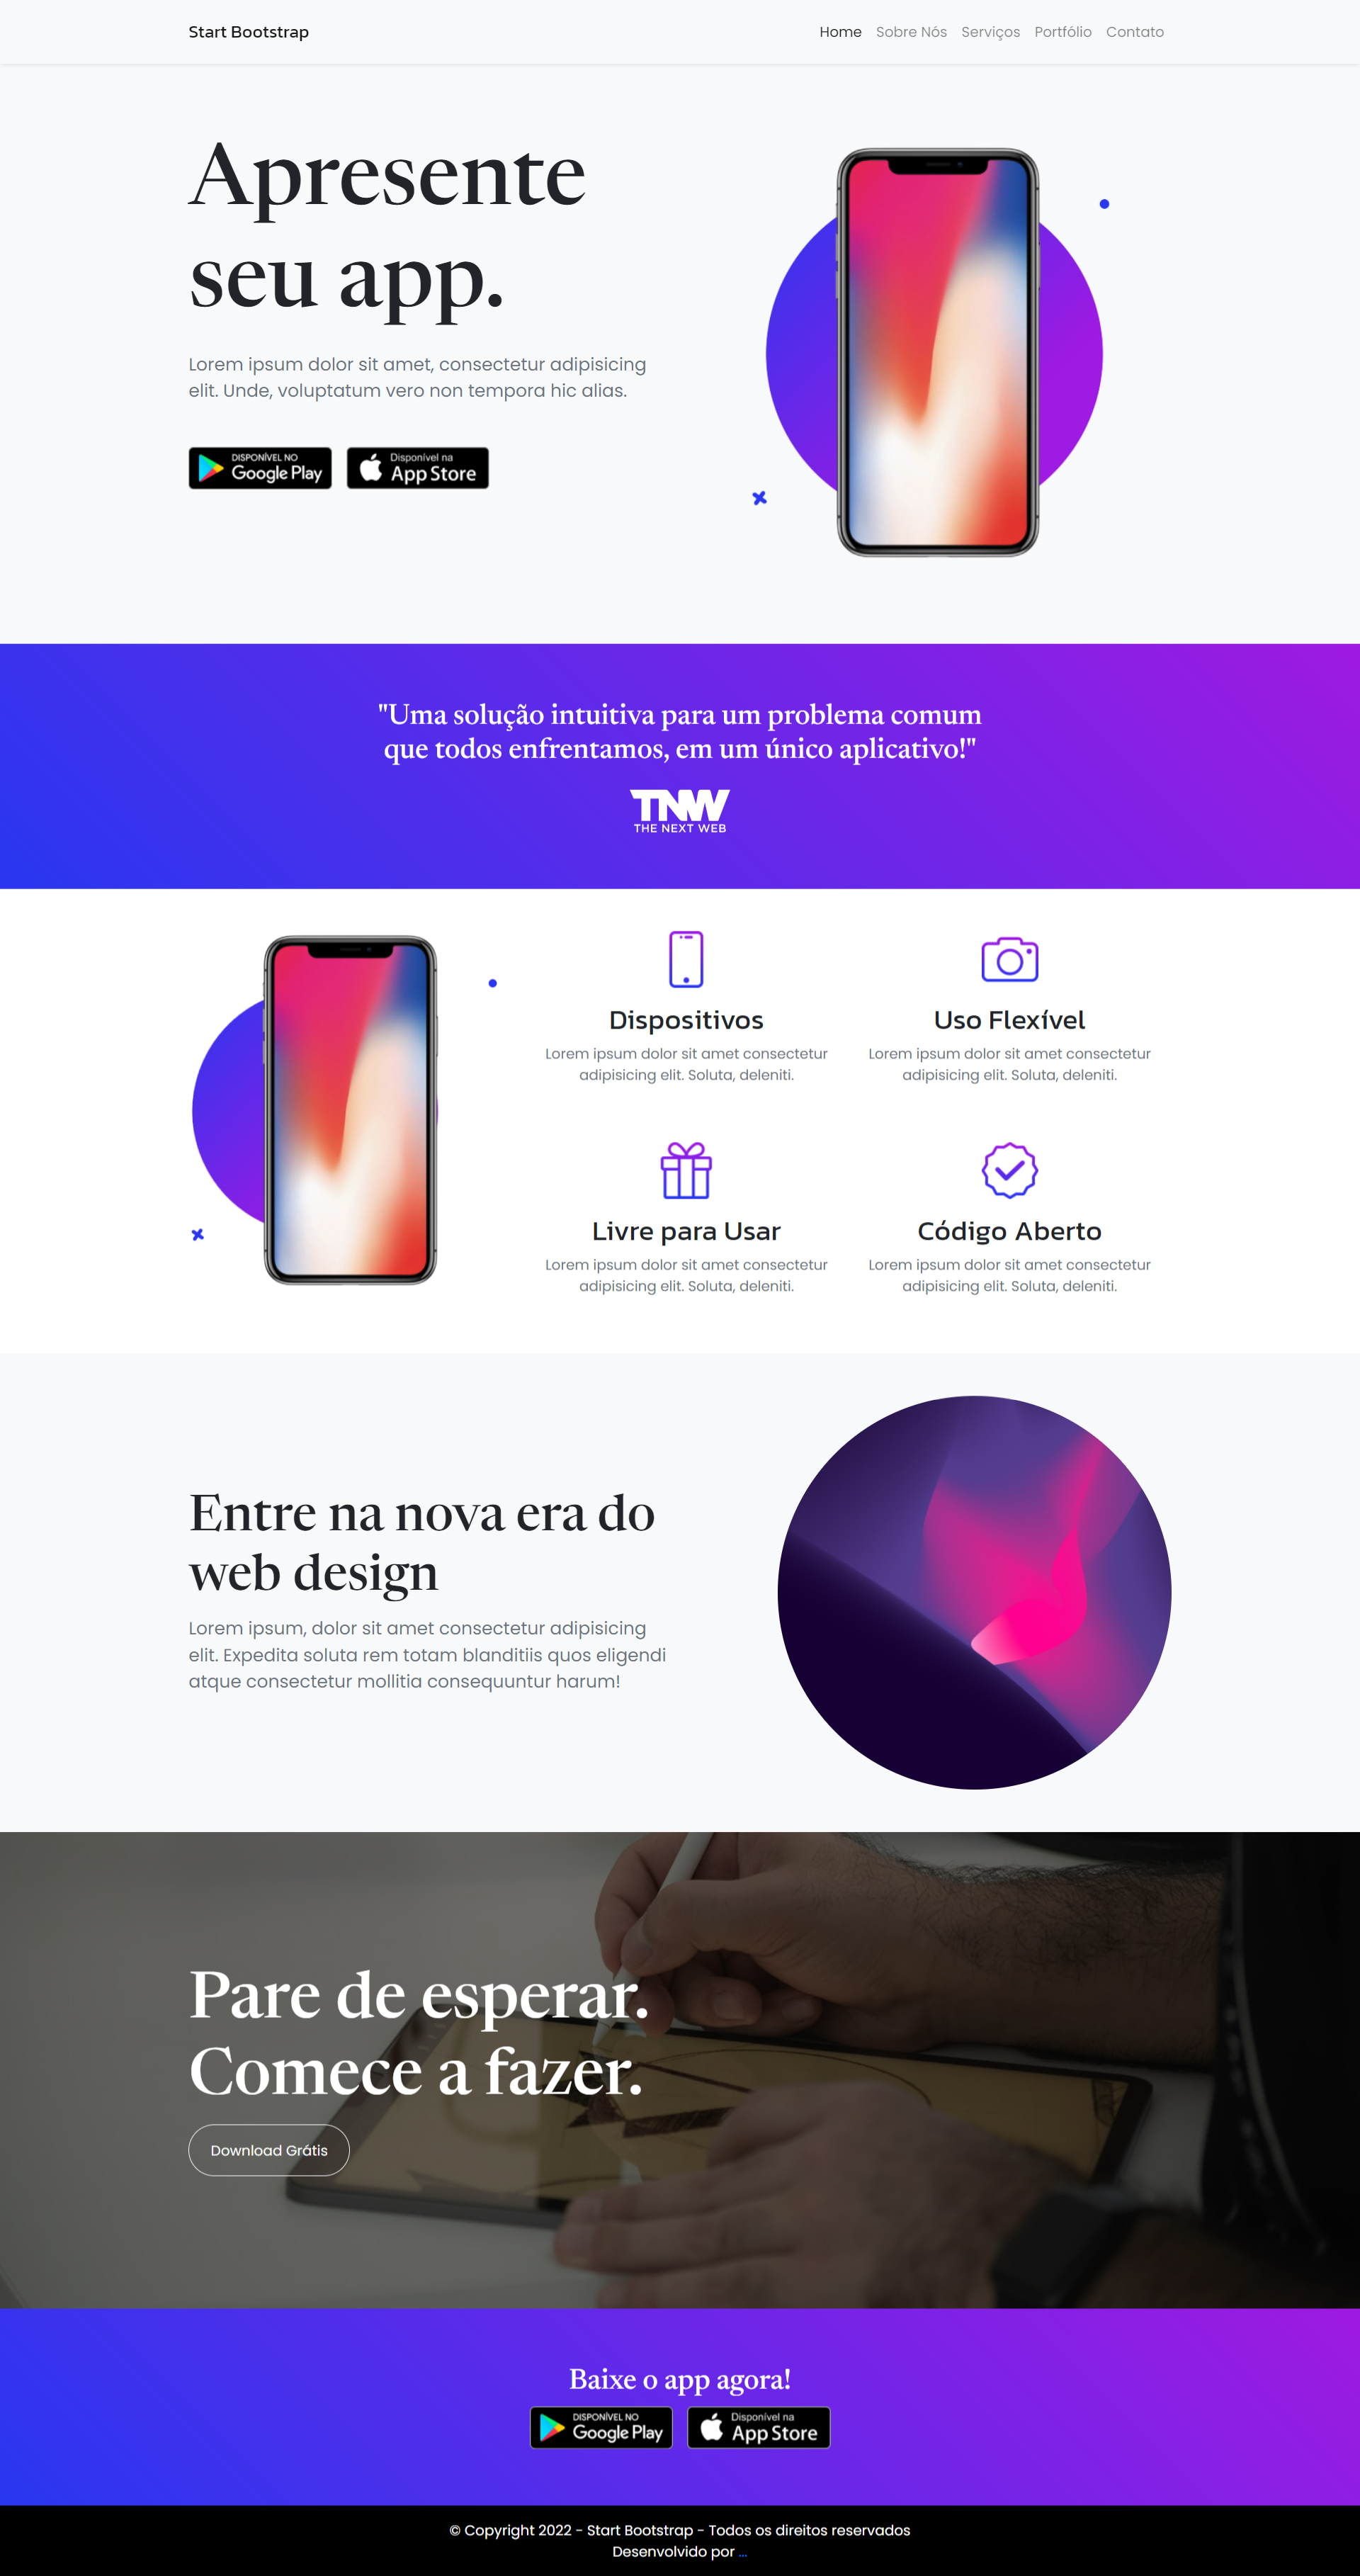 Start Bootstrap
Home Sobre Nós Serviços Portfólio Contato
Apresente
seu app.
Lorem ipsum dolor sit amet, consectetur adipisicing
elit. Unde, voluptatum vero non tempora hic alias.
DISPONÍVEL NO
Google Play
Disponível na
App Store
"Uma solução intuitiva para um problema comum
que todos enfrentamos, em um único aplicativo!"
TNW
THE NEXT WEB
Dispositivos
Lorem ipsum dolor sit amet consectetur
adipisicing elit. Soluta, deleniti.
Uso Flexível
Lorem ipsum dolor sit amet consectetur
adipisicing elit. Soluta, deleniti.
Livre para Usar
Lorem ipsum dolor sit amet consectetur
adipisicing elit. Soluta, deleniti.
Código Aberto
Lorem ipsum dolor sit amet consectetur
adipisicing elit. Soluta, deleniti.
Entre na nova era do
web design
Lorem ipsum, dolor sit amet consectetur adipisicing
elit. Expedita soluta rem totam blanditiis quos eligendi
atque consectetur mollitia consequuntur harum!
Pare de esperar.
Comece a fazer.
Download Grátis
Baixe o app agora!
DISPONÍVEL NO
Google Play
Disponível na
App Store
© Copyright 2022 - Start Bootstrap - Todos os direitos reservados
Desenvolvido por ...